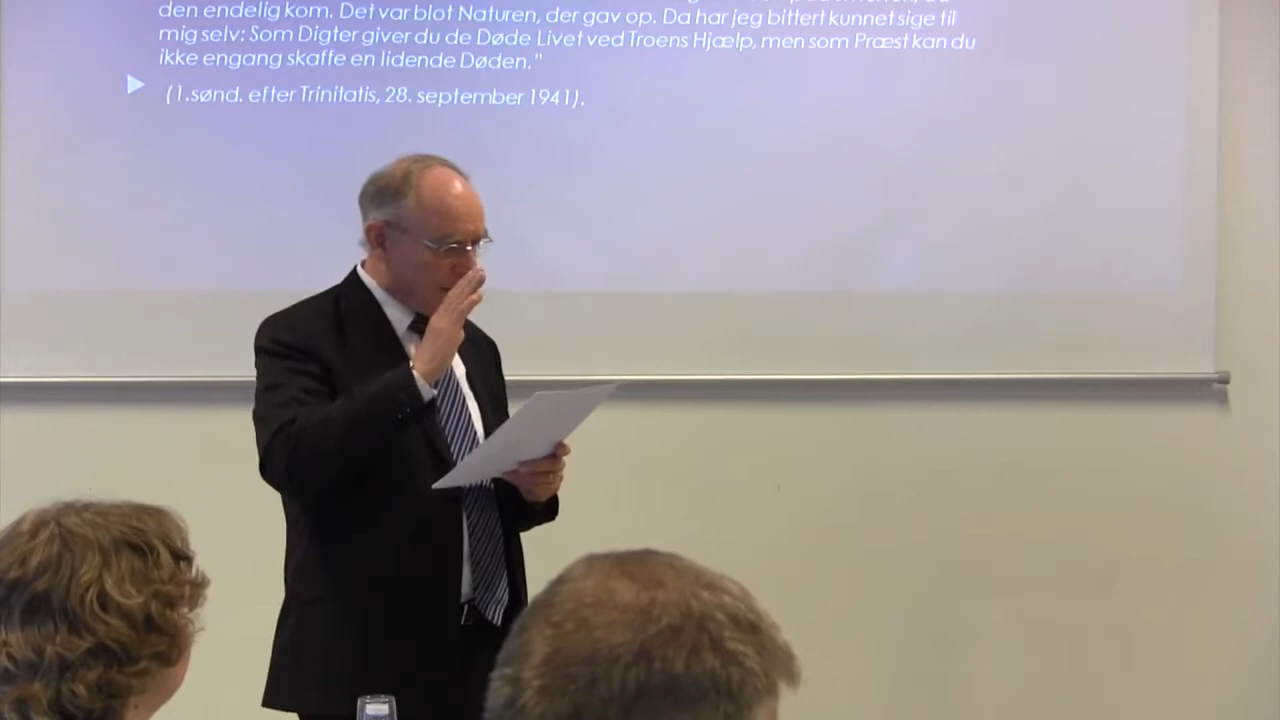 den endelig kom. Det var blot Naturen, der gav op. Da har jeg bittert kunnet sige til
mig selv: Som Digter giver du de Døde Livet ved Troens Hjælp, men som Præst kan du
ikke engang skaffe en lidende Døden."
(1.sønd. efter Trinitatis, 28. september 1941).